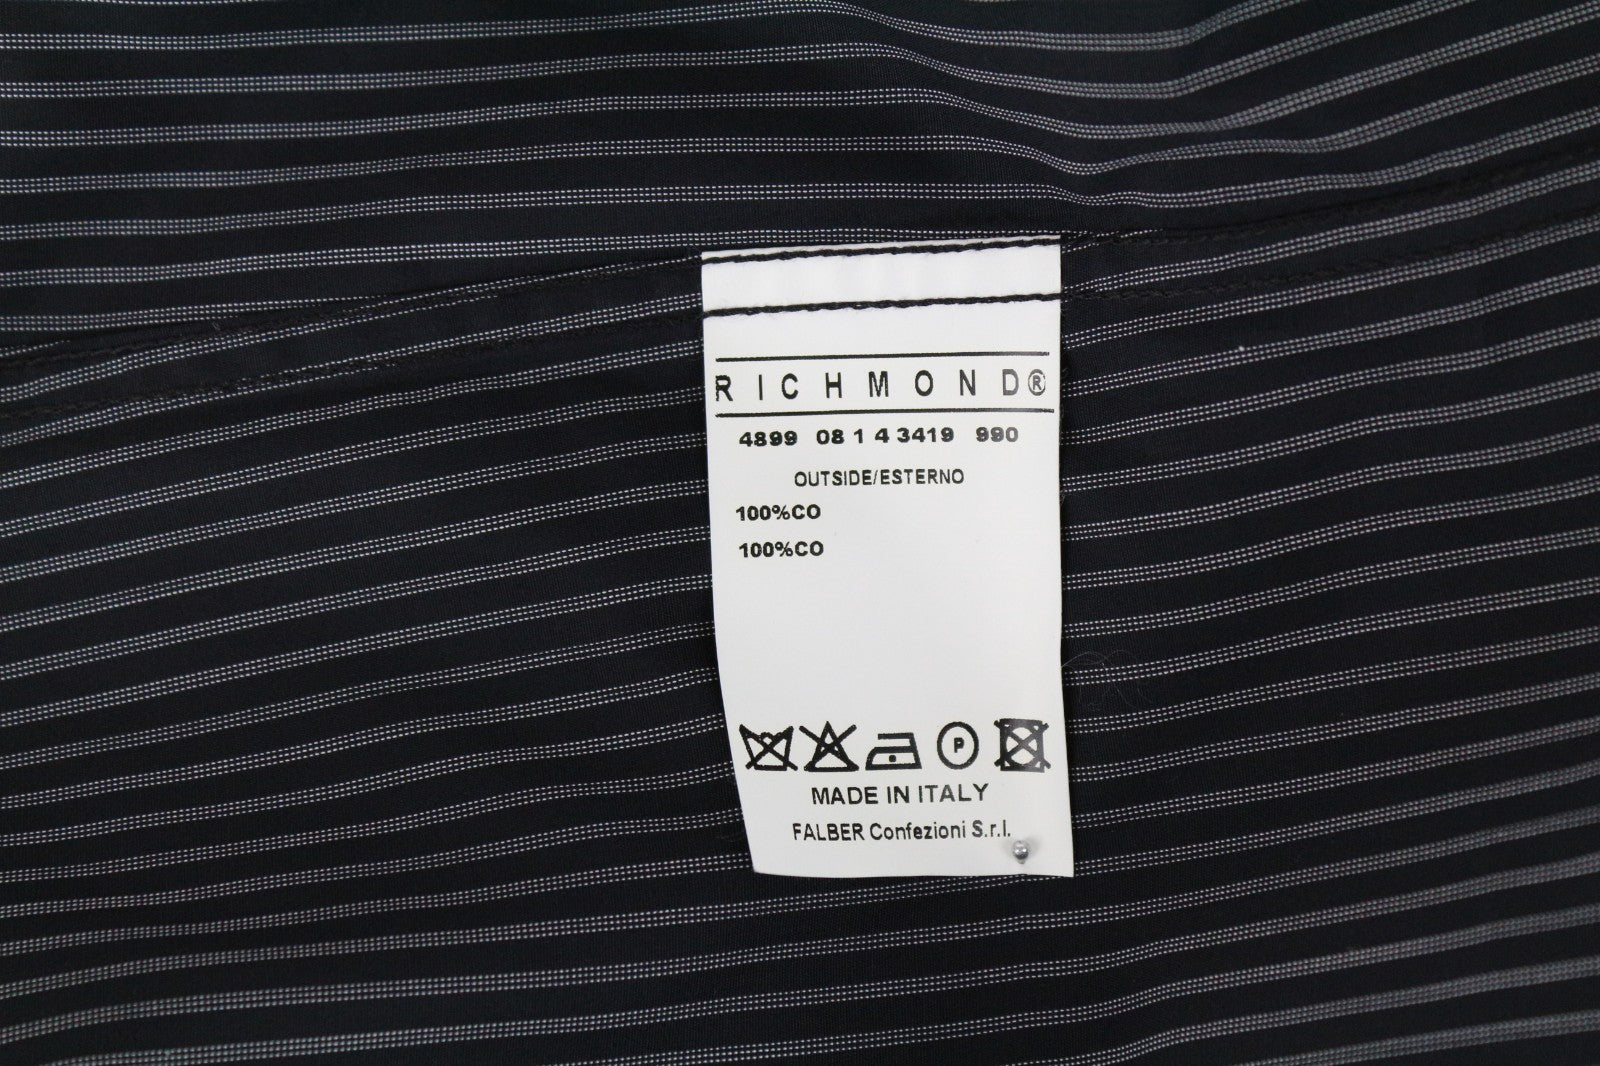 RICHMOND®
4899 08 1 4 3419 990
OUTSIDE/ESTERNO
100%CO
100%CO
P
MADE IN ITALY
FALBER Confezioni S.r.l.